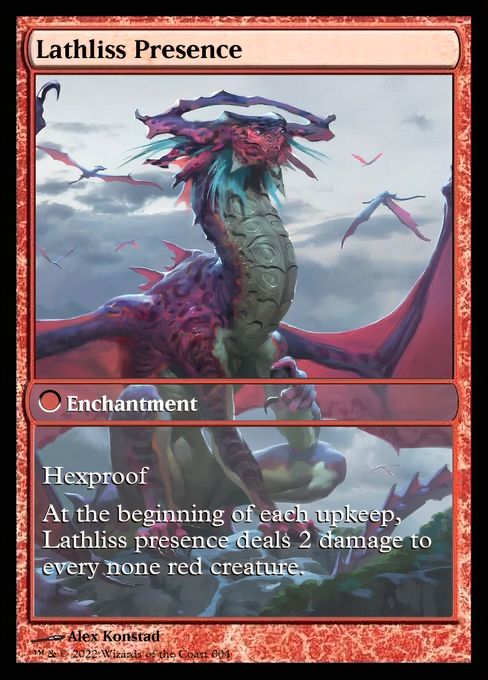 Lathliss Presence
Enchantment
Hexproof
At the beginning of each upkeep,
Lathliss presence deals 2 damage to
every none red creature.
Alex Konstad
™ & © 2022 Wizards of the Coast 004